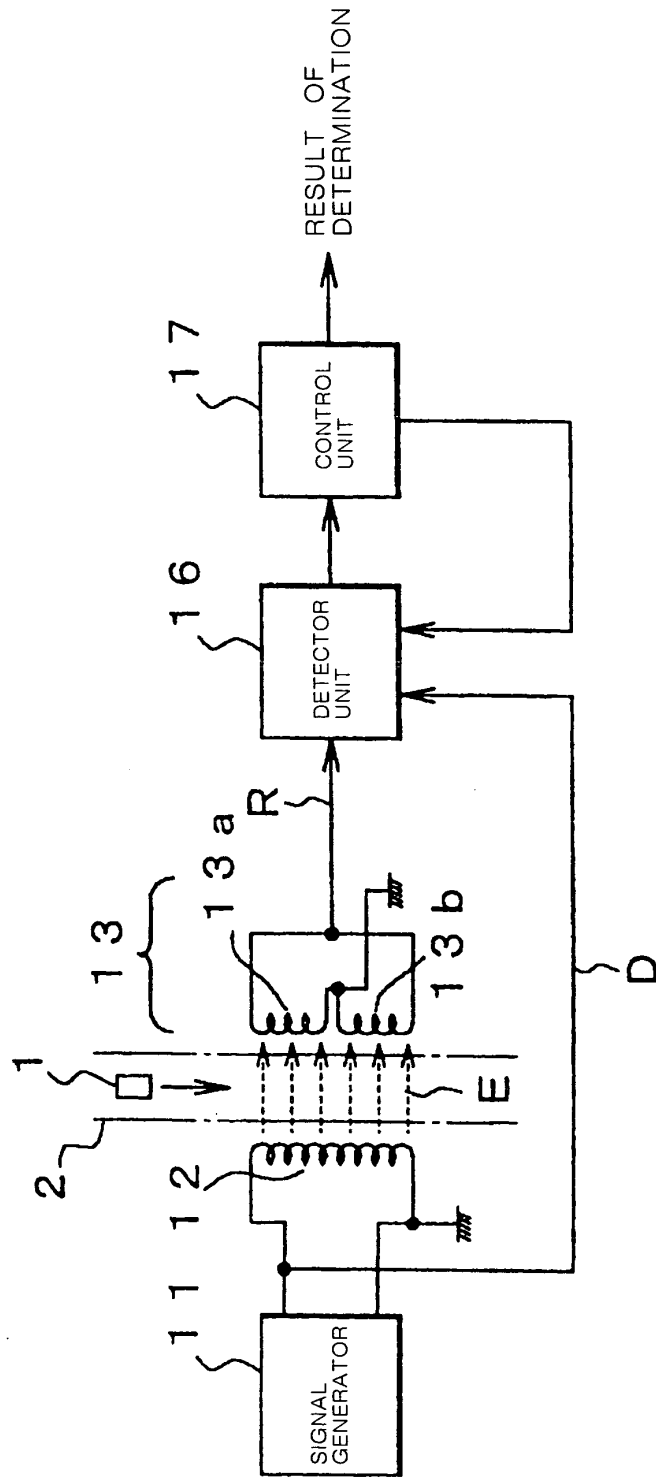 1
2
13
13a
13b
12
11
16
17
R
E
D
SIGNAL
GENERATOR
DETECTOR
UNIT
CONTROL
UNIT
RESULT OF
DETERMINATION